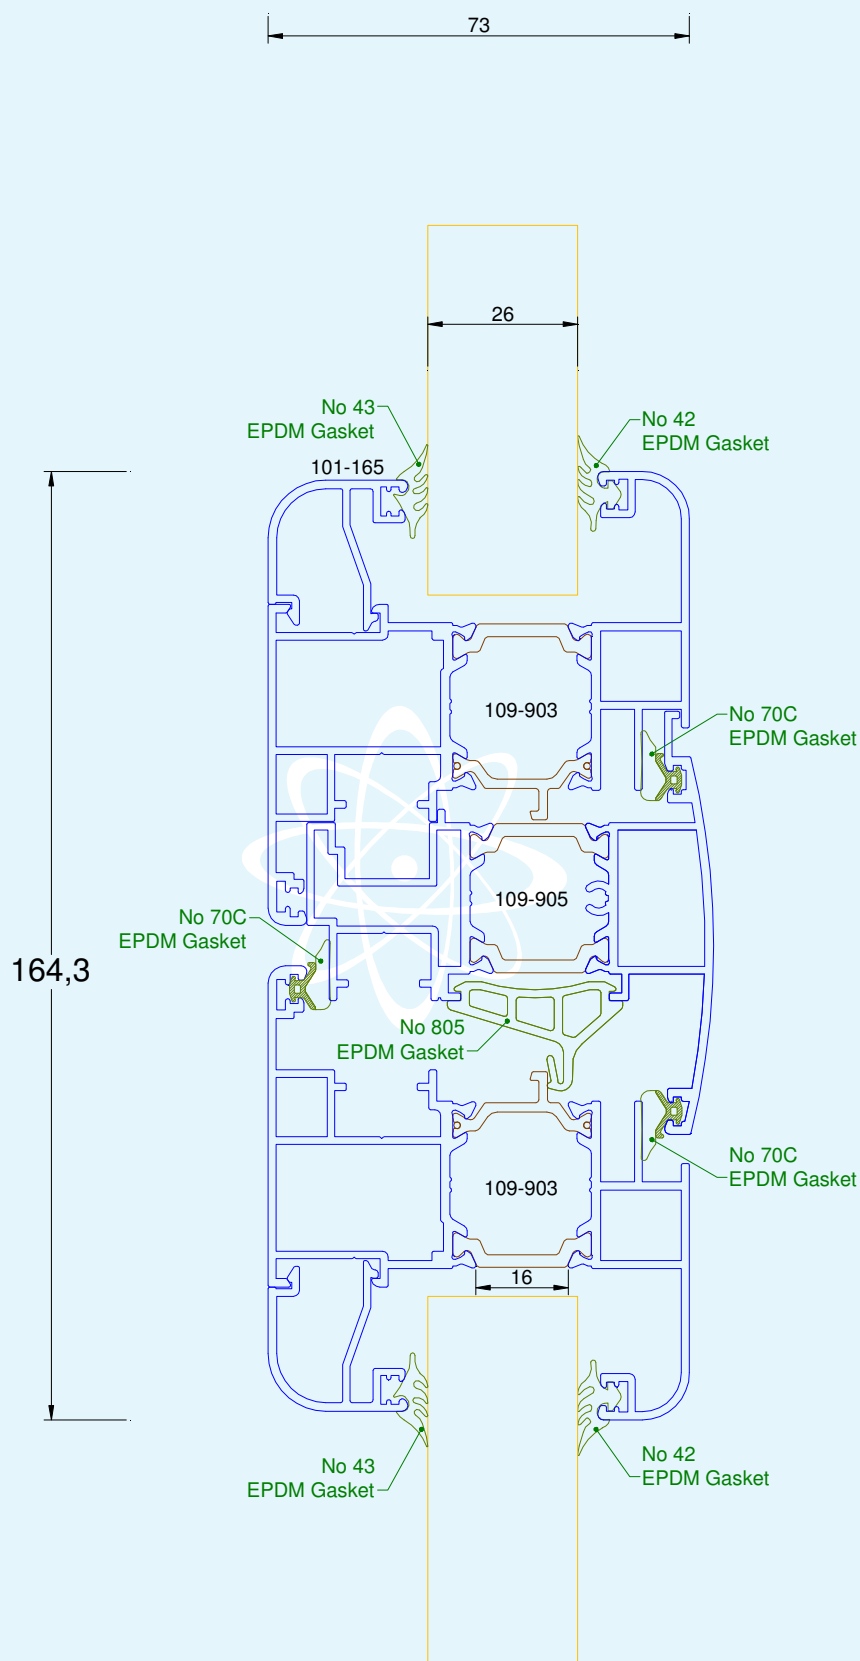 73
26
No 43
EPDM Gasket
No 42
EPDM Gasket
101-165
109-903
No 70C
EPDM Gasket
109-905
No 70C
EPDM Gasket
164,3
No 805
EPDM Gasket
No 70C
EPDM Gasket
109-903
16
No 43
EPDM Gasket
No 42
EPDM Gasket